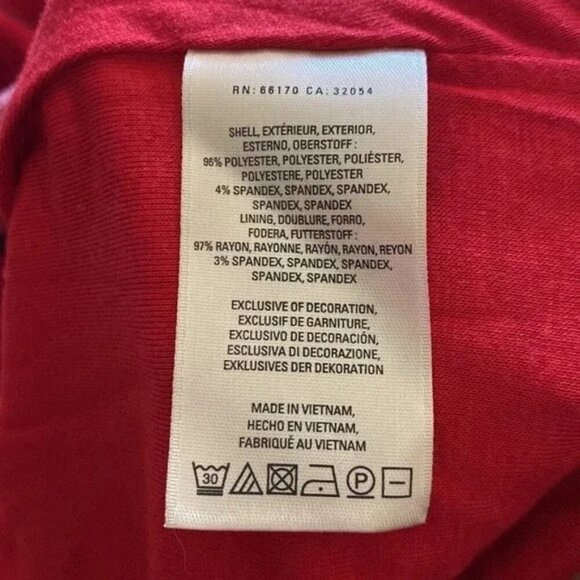 RN: 66170 CA: 32054
SHELL, EXTÉRIEUR, EXTERIOR,
ESTERNO, OBERSTOFF :
96% POLYESTER, POLYESTER, POLIÉSTER,
POLYESTERE, POLYESTER
4% SPANDEX, SPANDEX, SPANDEX,
SPANDEX, SPANDEX
LINING, DOUBLURE, FORRO,
FODERA, FUTTERSTOFF :
97% RAYON, RAYONNE, RAYÓN, RAYON, REYON
3% SPANDEX, SPANDEX, SPANDEX,
SPANDEX, SPANDEX
EXCLUSIVE OF DECORATION,
EXCLUSIF DE GARNITURE,
EXCLUSIVO DE DECORACIÓN,
ESCLUSIVA DI DECORAZIONE,
EXKLUSIVES DER DEKORATION
MADE IN VIETNAM,
HECHO EN VIETNAM,
FABRIQUÉ AU VIETNAM
30 P